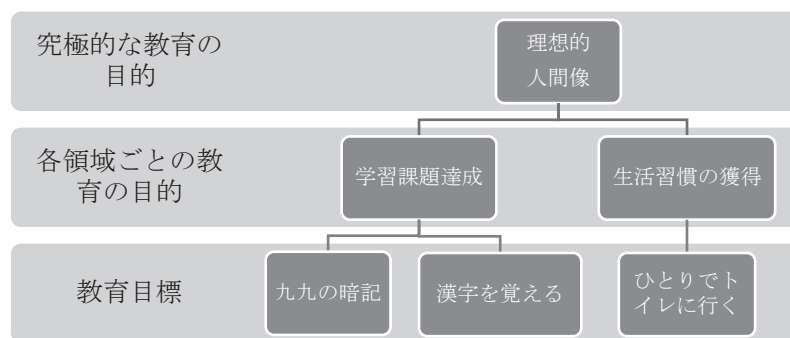 究極的な教育の
目的
理想的
人間像
各領域ごとの教
育の目的
学習課題達成
生活習慣の獲得
教育目標
九九の暗記
漢字を覚える
ひとりでト
イレに行く